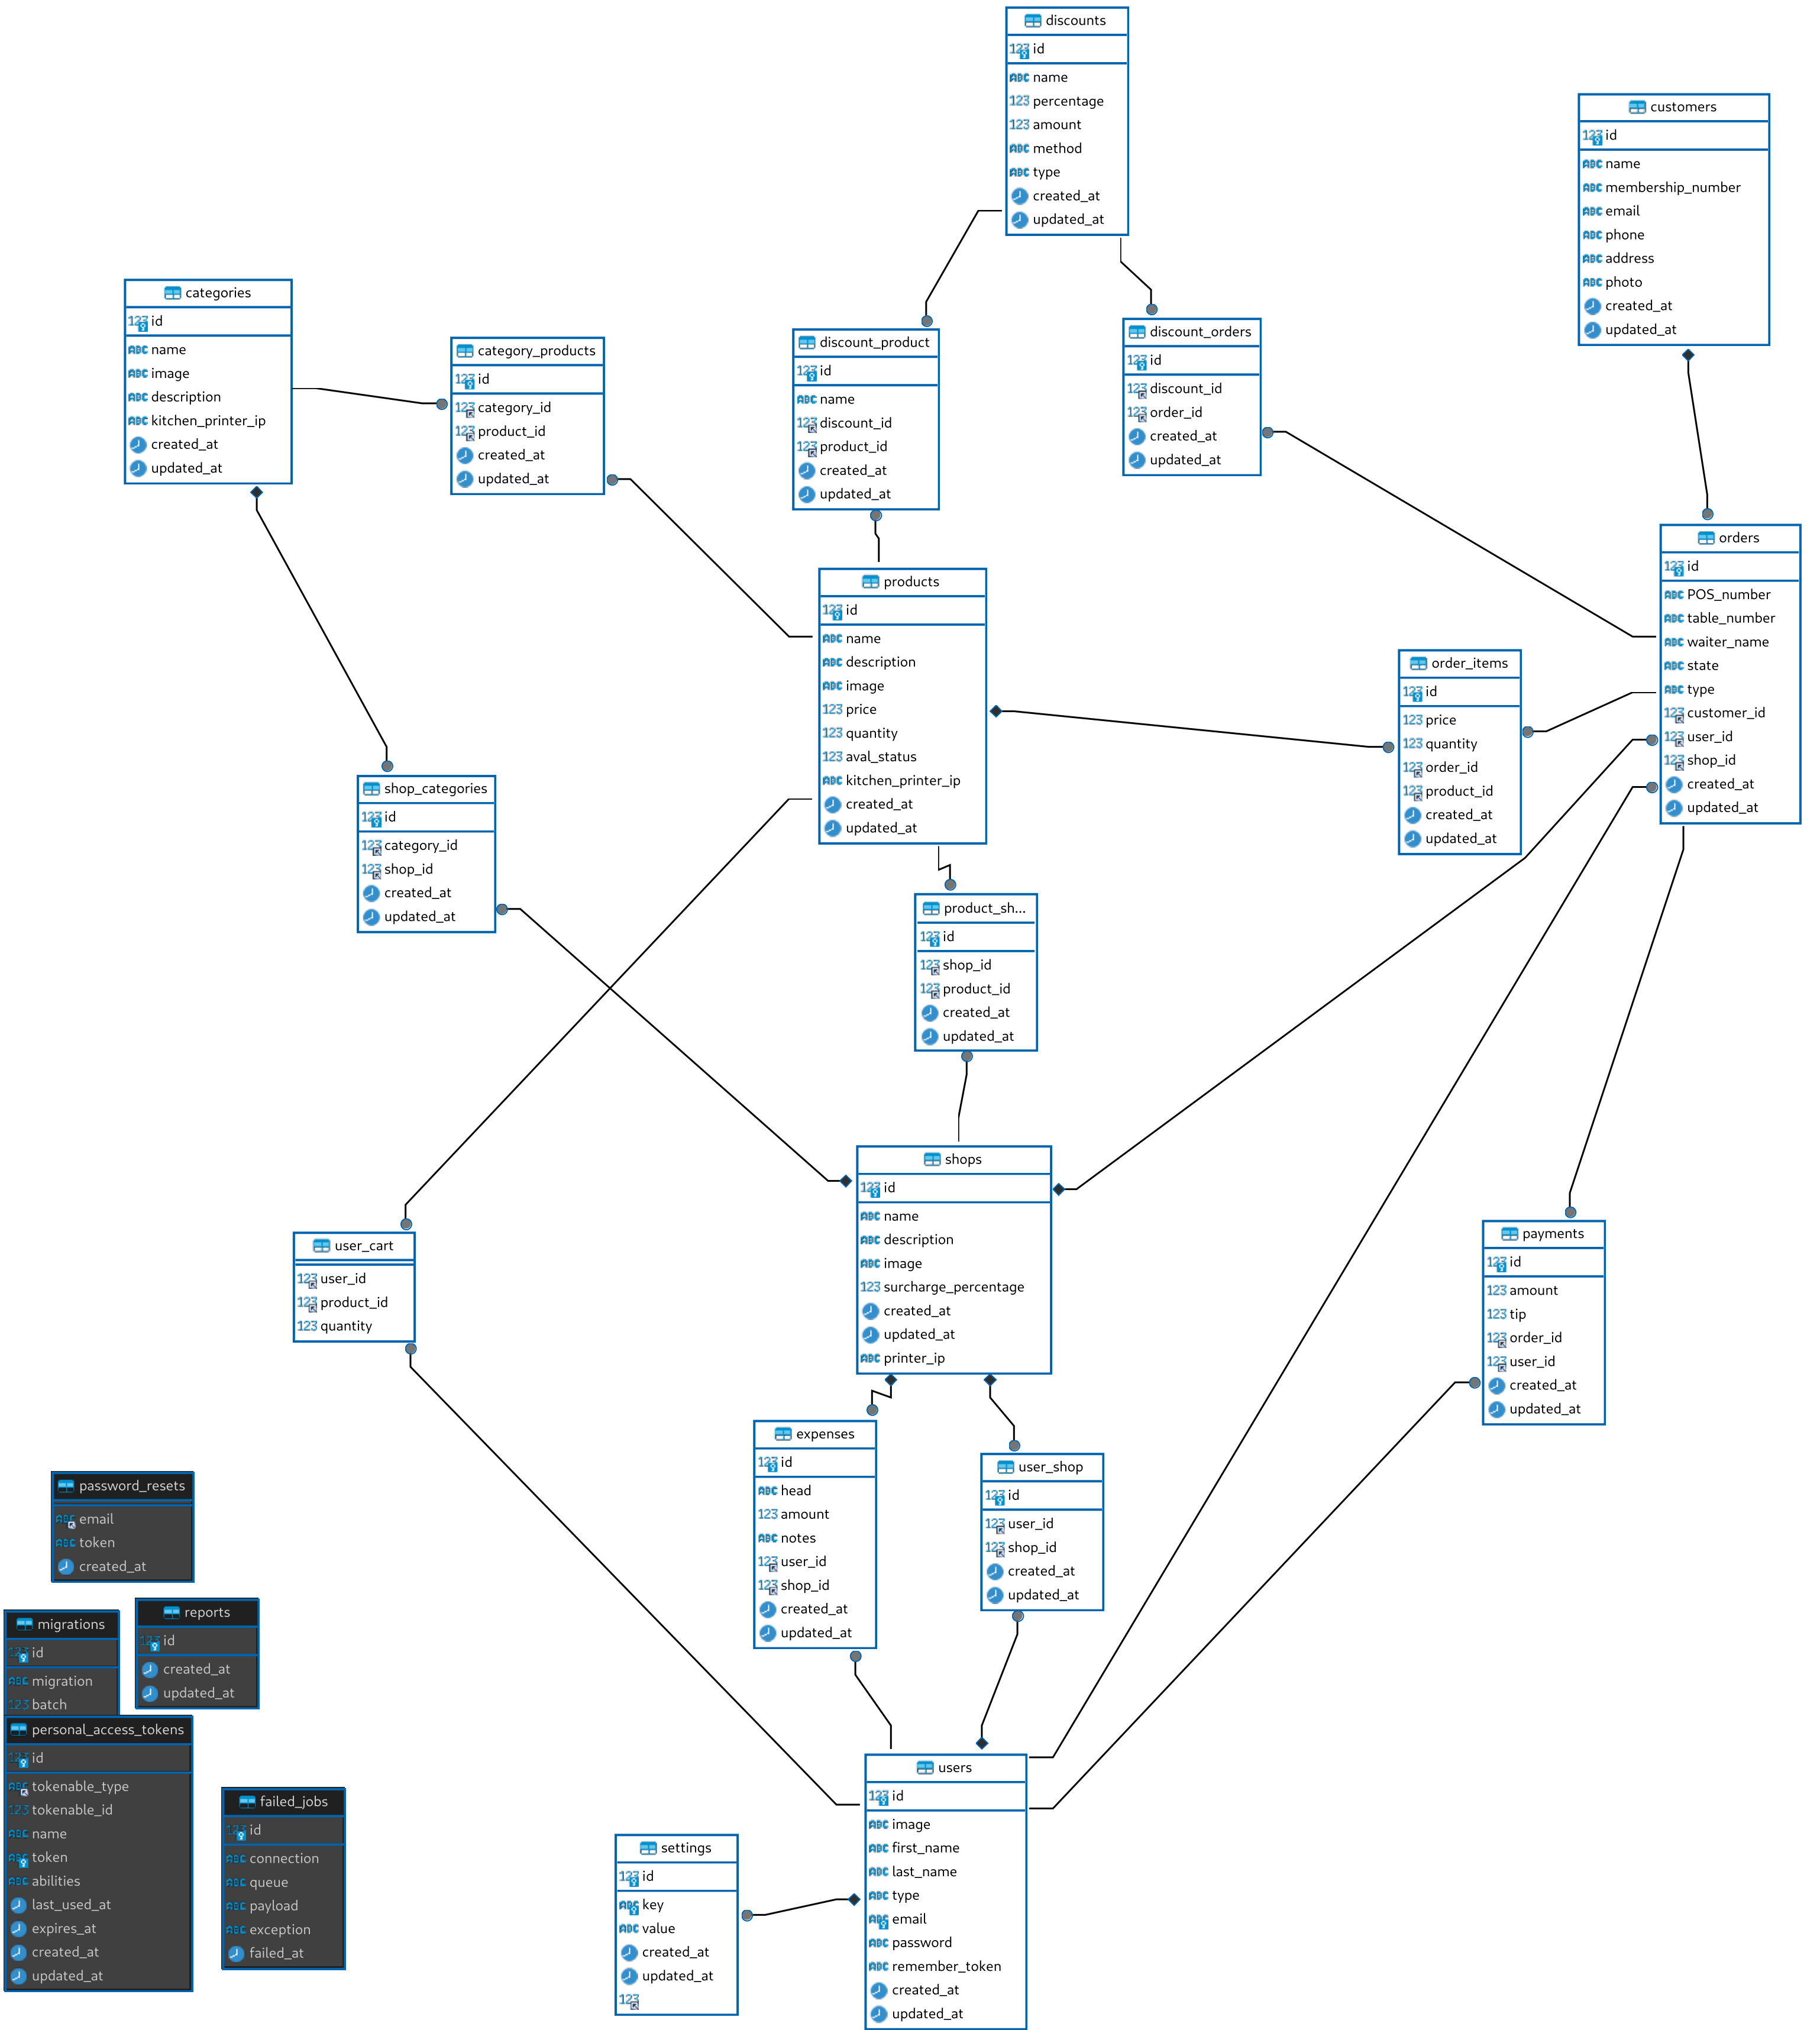 discounts
id
name
percentage
amount
method
type
created_at
updated_at
customers
id
name
membership_number
email
phone
address
photo
created_at
updated_at
categories
id
name
image
description
kitchen_printer_ip
created_at
updated_at
category_products
id
category_id
product_id
created_at
updated_at
discount_product
id
name
discount_id
product_id
created_at
updated_at
discount_orders
id
discount_id
order_id
created_at
updated_at
orders
id
POS_number
table_number
waiter_name
state
type
customer_id
user_id
shop_id
created_at
updated_at
products
id
name
description
image
price
quantity
aval_status
kitchen_printer_ip
created_at
updated_at
order_items
id
price
quantity
order_id
product_id
created_at
updated_at
shop_categories
id
category_id
shop_id
created_at
updated_at
product_sh...
id
shop_id
product_id
created_at
updated_at
shops
id
name
description
image
surcharge_percentage
created_at
updated_at
printer_ip
user_cart
user_id
product_id
quantity
payments
id
amount
tip
order_id
user_id
created_at
updated_at
expenses
id
head
amount
notes
user_id
shop_id
created_at
updated_at
user_shop
id
user_id
shop_id
created_at
updated_at
password_resets
email
token
created_at
reports
id
created_at
updated_at
migrations
id
migration
batch
personal_access_tokens
id
tokenable_type
tokenable_id
name
token
abilities
last_used_at
expires_at
created_at
updated_at
failed_jobs
id
connection
queue
payload
exception
failed_at
settings
id
key
value
created_at
updated_at
users
id
image
first_name
last_name
type
email
password
remember_token
created_at
updated_at